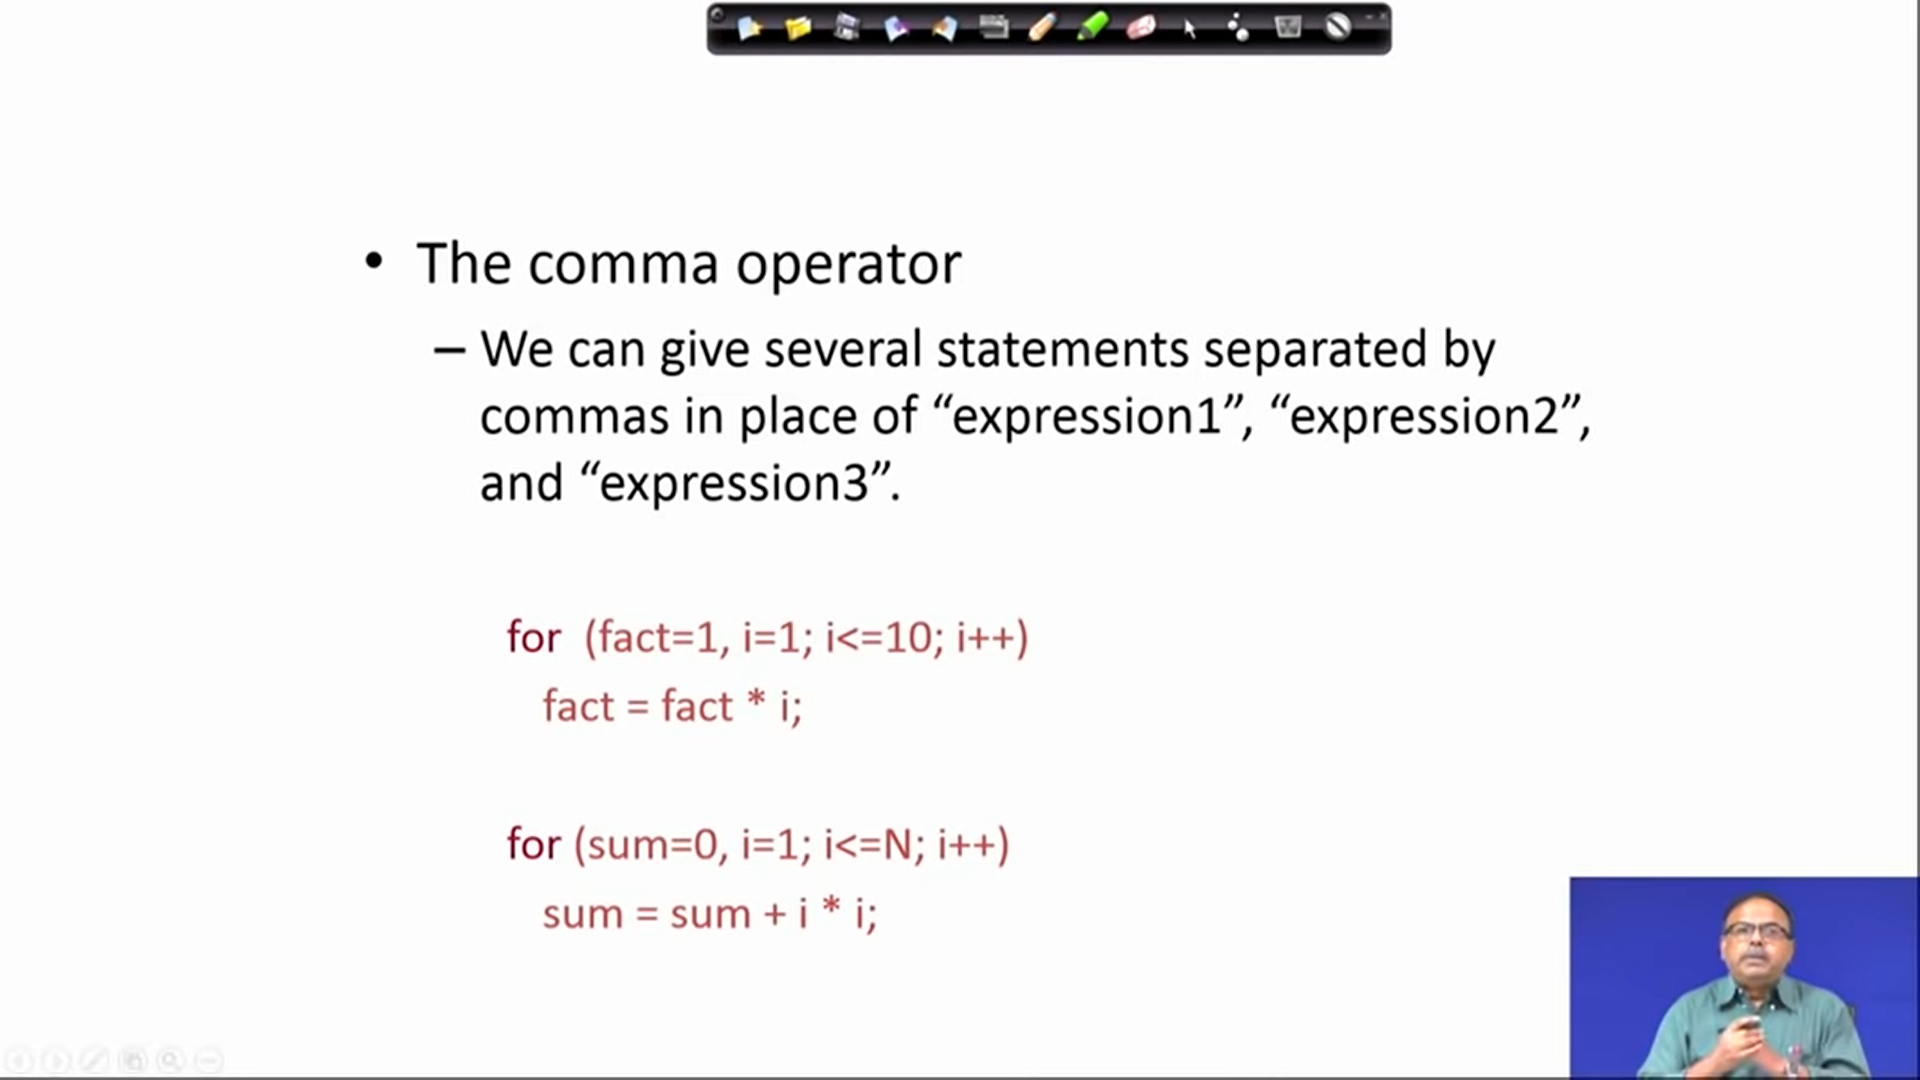 • The comma operator
– We can give several statements separated by
commas in place of “expression1”, “expression2”,
and “expression3”.
for (fact=1, i=1; i<=10; i++)
fact = fact * i;
for (sum=0, i=1; i<=N; i++)
sum = sum + i * i;